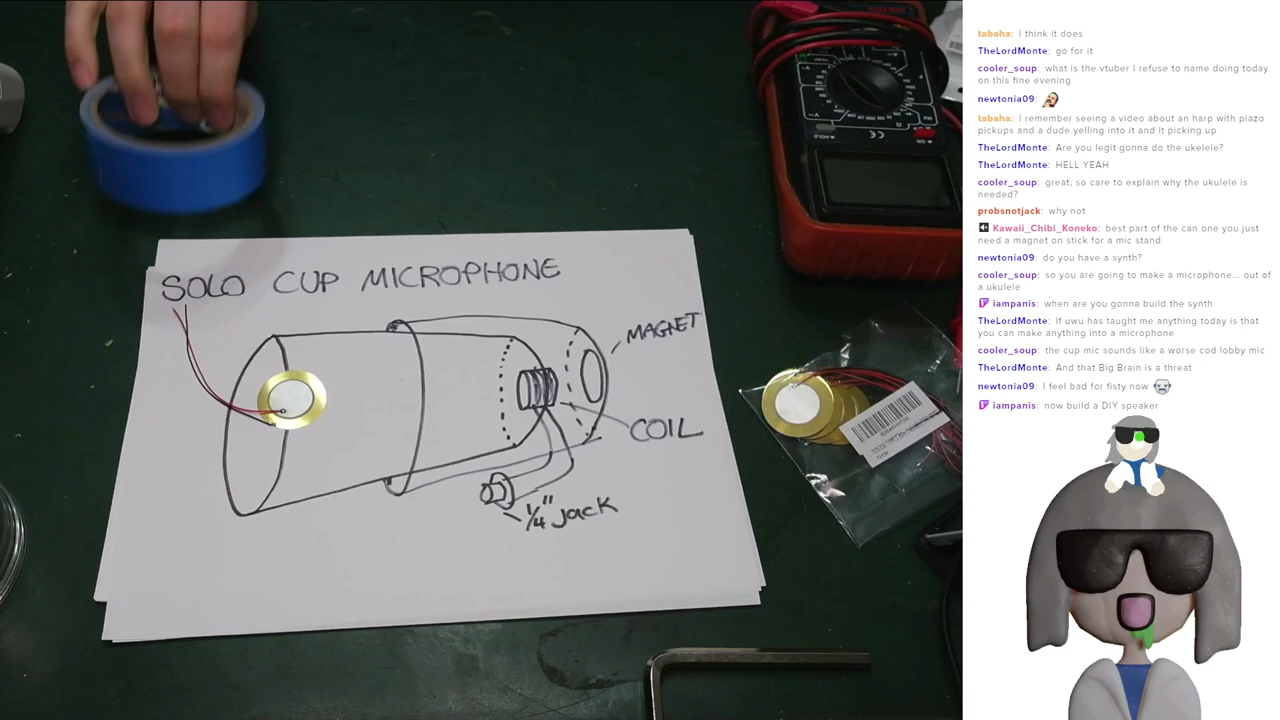 SOLO CUP MICROPHONE
MAGNET
COIL
1/4" Jack
tabaha: I think it does
TheLordMonte: go for it
cooler_soup: what is the vtuber I refuse to name doing today
on this fine evening
newtonia09:
tabaha: I remember seeing a video about an harp with piazo
pickups and a dude yelling into it and it picking up
TheLordMonte: Are you legit gonna do the ukelele?
TheLordMonte: HELL YEAH
cooler_soup: great, so care to explain why the ukulele is
needed?
probsnotjack: why not
Kawaii_Chibi_Koneko: best part of the can one you just
need a magnet on stick for a mic stand
newtonia09: do you have a synth?
cooler_soup: so you are going to make a microphone... out of
a ukulele
iampanis: when are you gonna build the synth
TheLordMonte: If uwu has taught me anything today is that
you can make anything into a microphone
cooler_soup: the cup mic sounds like a worse cod lobby mic
TheLordMonte: And that Big Brain is a threat
newtonia09: I feel bad for fisty now
iampanis: now build a DIY speaker